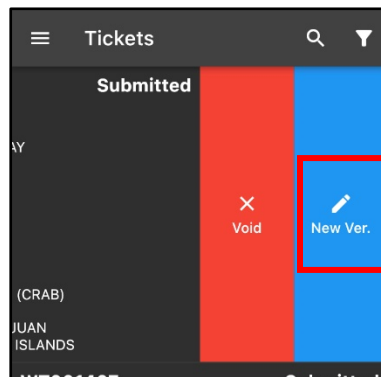 Tickets
Submitted
AY
Void
New Ver.
(CRAB)
JUAN
ISLANDS